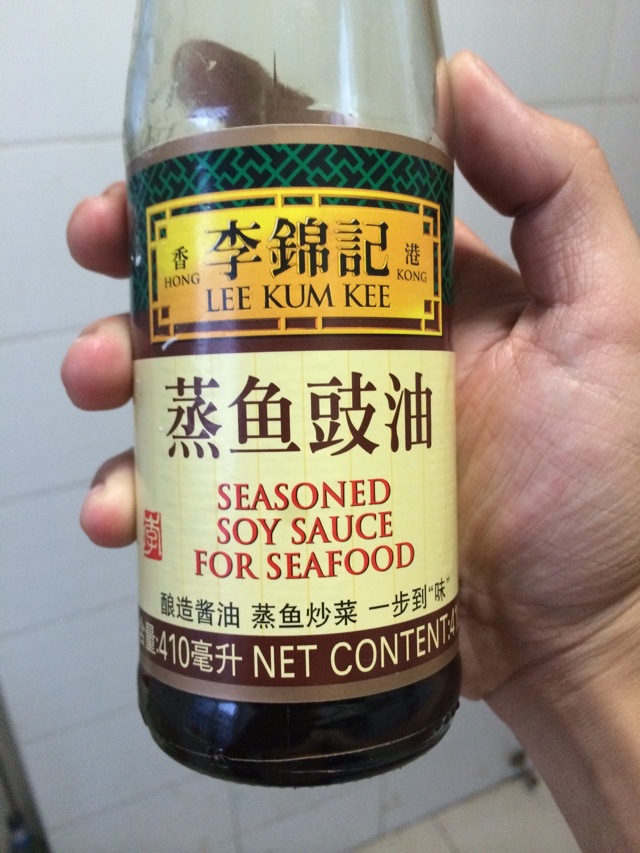 香 李錦記 港
HONG LEE KUM KEE KONG
蒸鱼豉油
SEASONED
SOY SAUCE
FOR SEAFOOD
李
酿造酱油 蒸鱼炒菜 一步到“味”
量:410毫升 NET CONTENT: